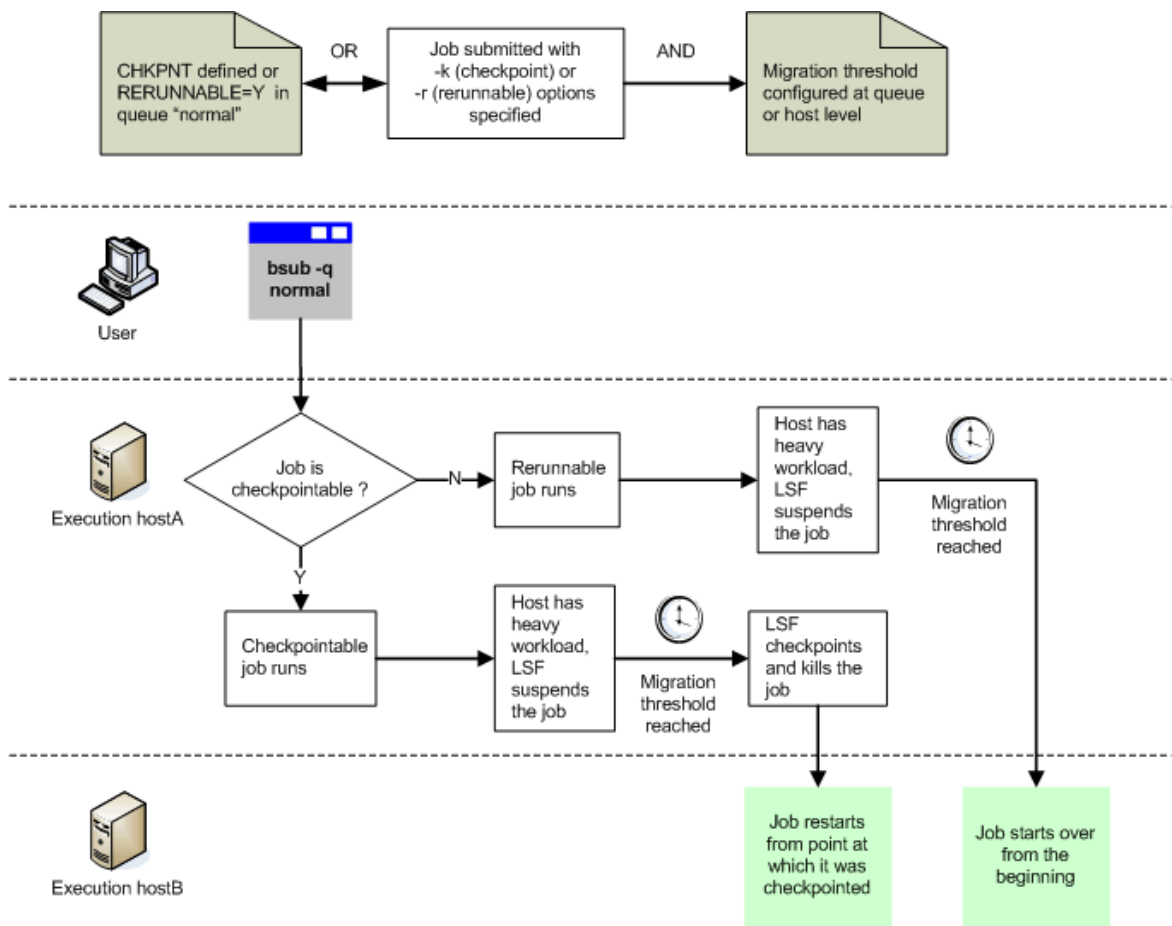 CHKPNT defined or
RERUNNABLE=Y in
queue “normal”
OR
Job submitted with
-k (checkpoint) or
-r (rerunnable) options
specified
AND
Migration threshold
configured at queue
or host level
User
bsub -q
normal
Execution hostA
Job is
checkpointable ?
N
Rerunnable
job runs
Host has
heavy
workload,
LSF
suspends
the job
Migration
threshold
reached
Y
Checkpointable
job runs
Host has
heavy
workload,
LSF
suspends
the job
Migration
threshold
reached
LSF
checkpoints
and kills the
job
Execution hostB
Job restarts
from point at
which it was
checkpointed
Job starts over
from the
beginning